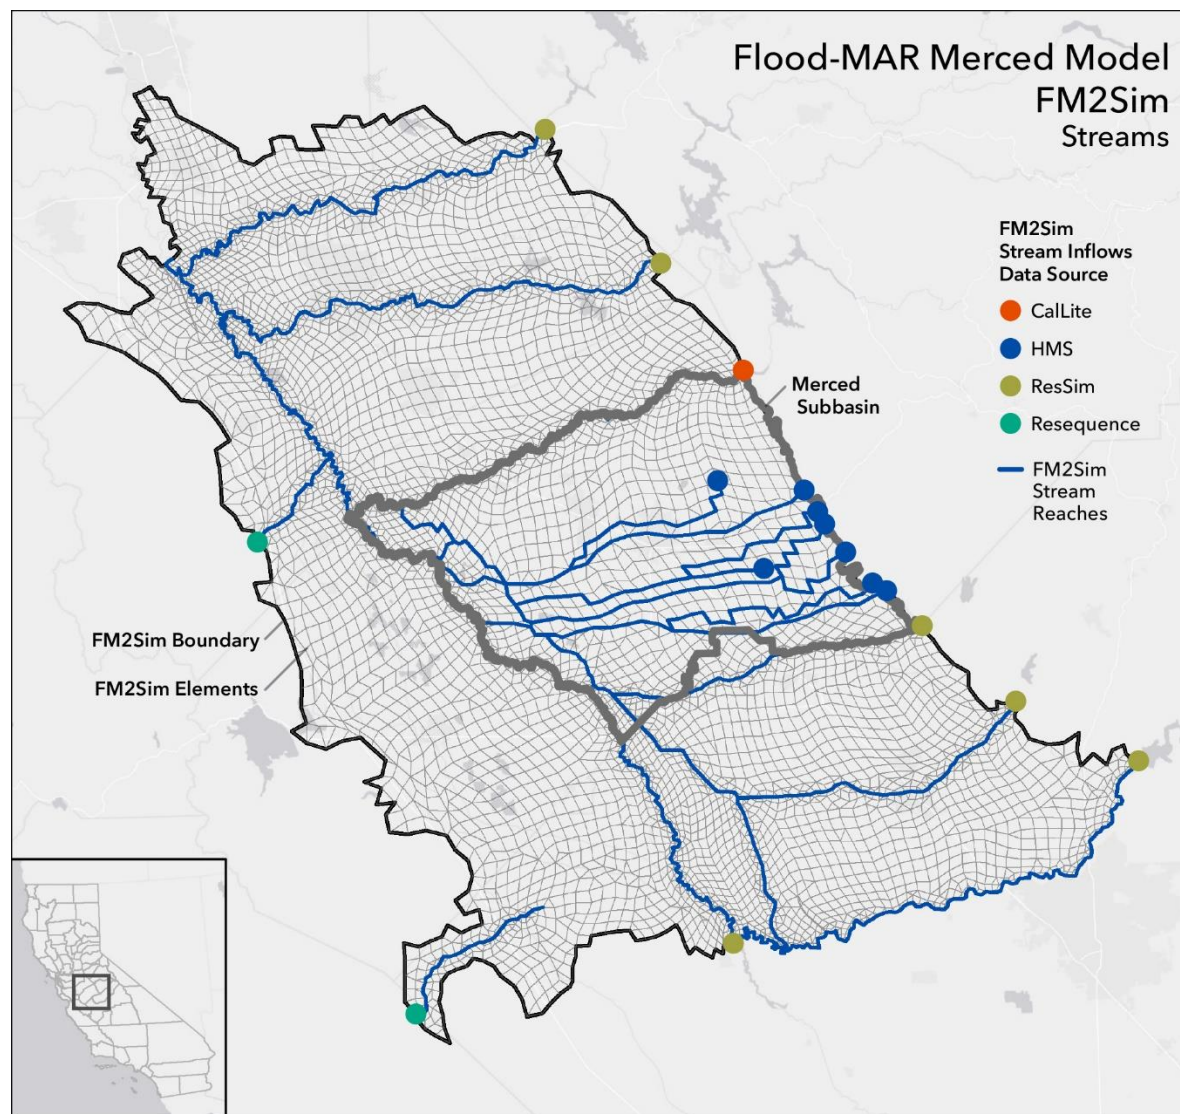 Flood-MAR Merced Model
FM2Sim
Streams
FM2Sim
Stream Inflows
Data Source
CalLite
HMS
ResSim
Resequence
FM2Sim
Stream
Reaches
Merced
Subbasin
FM2Sim Boundary
FM2Sim Elements